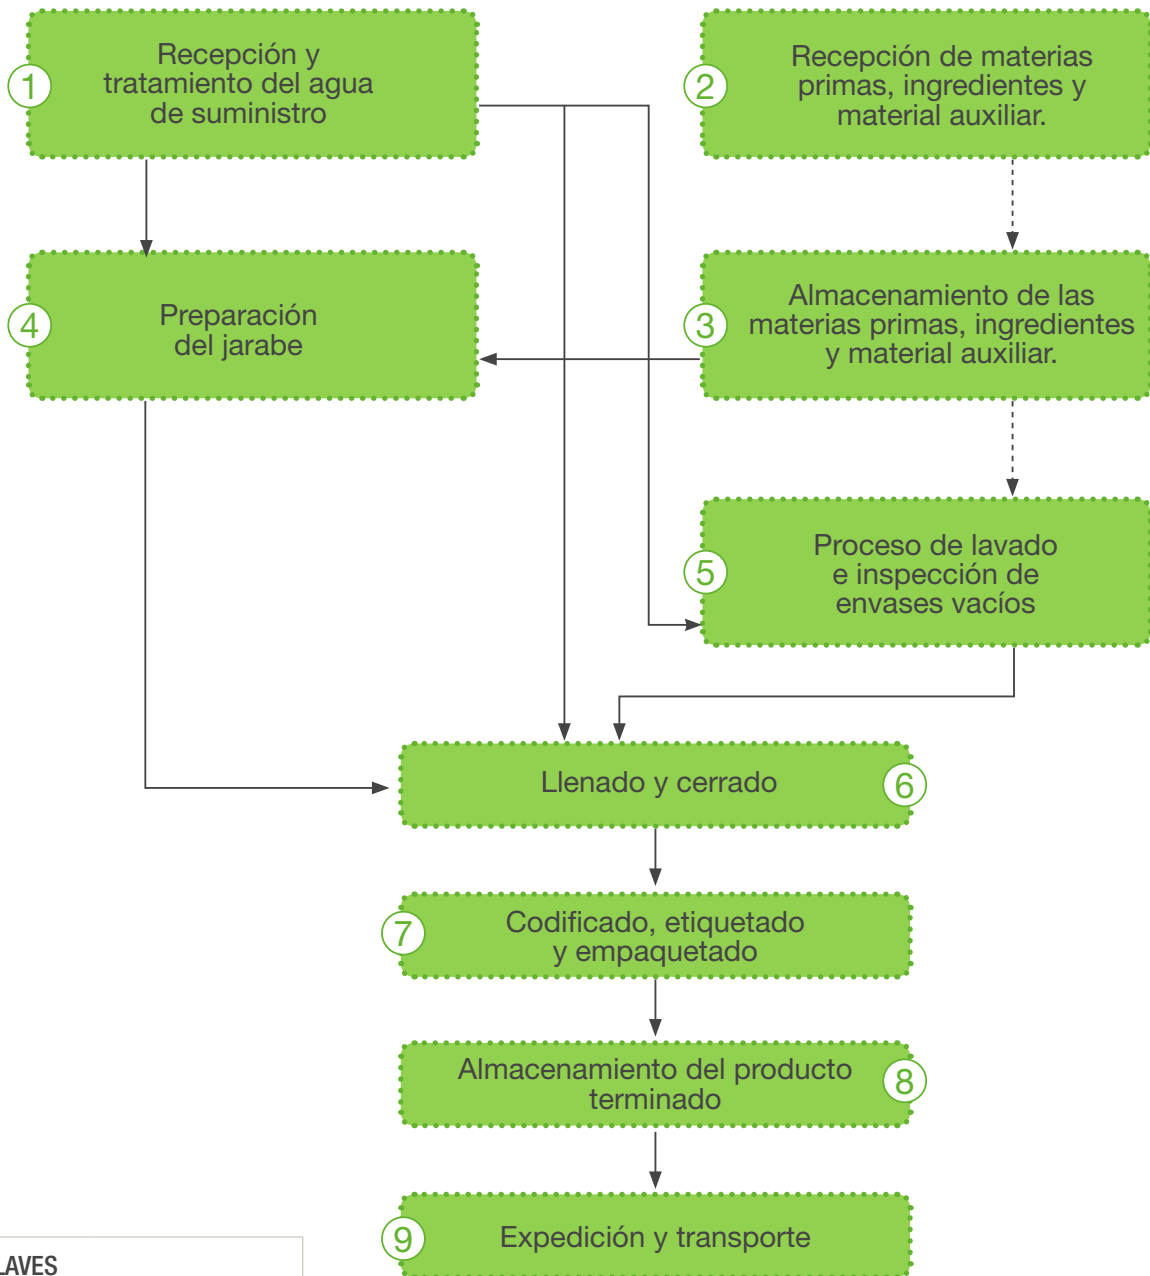 1
Recepción y
tratamiento del agua
de suministro
2
Recepción de materias
primas, ingredientes y
material auxiliar.
4
Preparación
del jarabe
3
Almacenamiento de las
materias primas, ingredientes
y material auxiliar.
5
Proceso de lavado
e inspección de
envases vacíos
Llenado y cerrado
6
7
Codificado, etiquetado
y empaquetado
Almacenamiento del producto
terminado
8
9
Expedición y transporte
LAVES